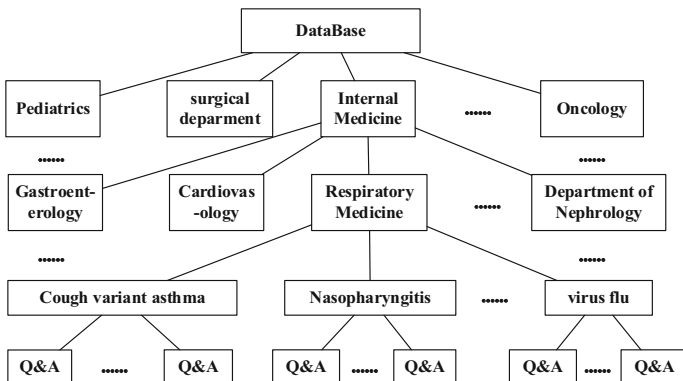 DataBase
Pediatrics
surgical
deparment
Internal
Medicine
......
Oncology
......
......
Gastroent-
erology
Cardiovas
-ology
Respiratory
Medicine
......
Department of
Nephrology
......
......
Cough variant asthma
Nasopharyngitis
......
virus flu
Q&A
......
Q&A
Q&A
......
Q&A
Q&A
......
Q&A